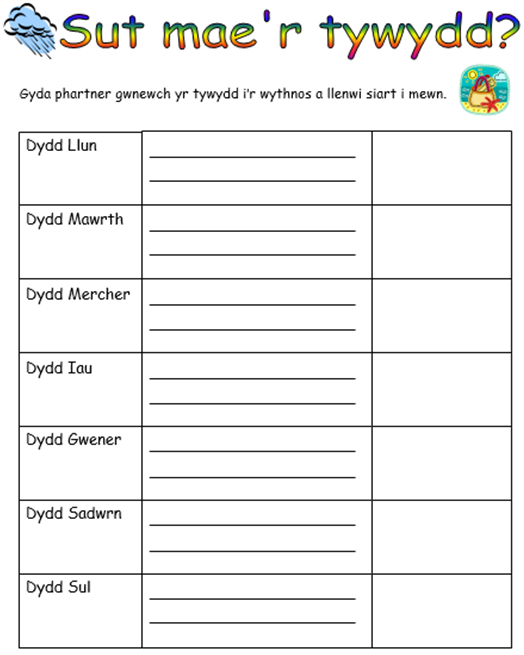 Sut mae'r tywydd?
Gyda phartner gwnewch yr tywydd i'r wythnos a llenwi siart i mewn.
Dydd Llun
Dydd Mawrth
Dydd Mercher
Dydd Iau
Dydd Gwener
Dydd Sadwrn
Dydd Sul